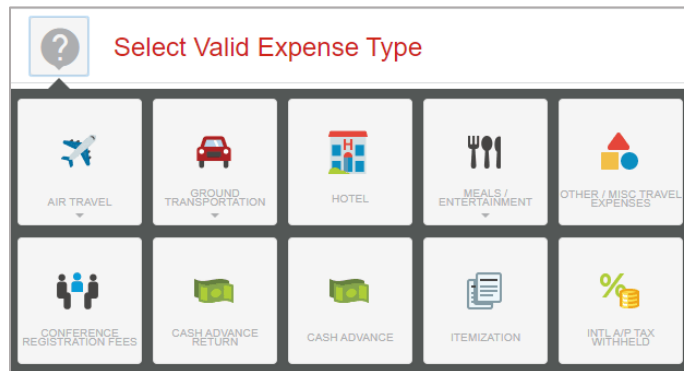 ?
Select Valid Expense Type
AIR TRAVEL
GROUND
TRANSPORTATION
H
HOTEL
MEALS /
ENTERTAINMENT
OTHER / MISC TRAVEL
EXPENSES
CONFERENCE
REGISTRATION FEES
CASH ADVANCE
RETURN
CASH ADVANCE
ITEMIZATION
%
INTL A/P TAX
WITHHELD